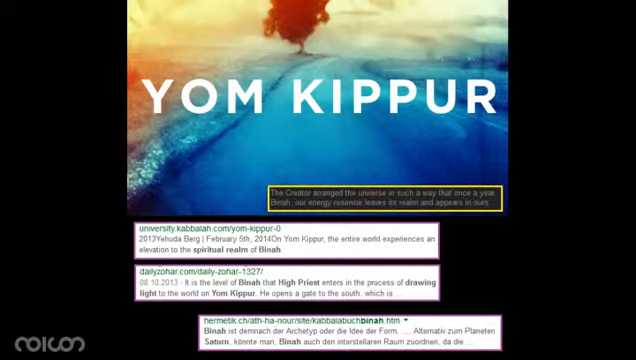 YOM KIPPUR
The Creator arranged the universe in such a way that once a year
Binah, our energy reservoir leaves its realm and appears in ours.
university.kabbalah.com/yom-kippur-0
2013Yehuda Berg | February 5th, 2014On Yom Kippur, the entire world experiences an
elevation to the spiritual realm of Binah.
dailyzohar.com/daily-zohar-1327/
08.10.2013 - It is the level of Binah that High Priest enters in the process of drawing
light to the world on Yom Kippur. He opens a gate to the south, which is ...
hermetik.ch/ath-ha-nour/site/kabbalabuchbinah.htm
Binah ist demnach der Archetyp oder die Idee der Form. .... Alternativ zum Planeten
Saturn, könnte man, Binah auch den interstellaren Raum zuordnen, da die ...